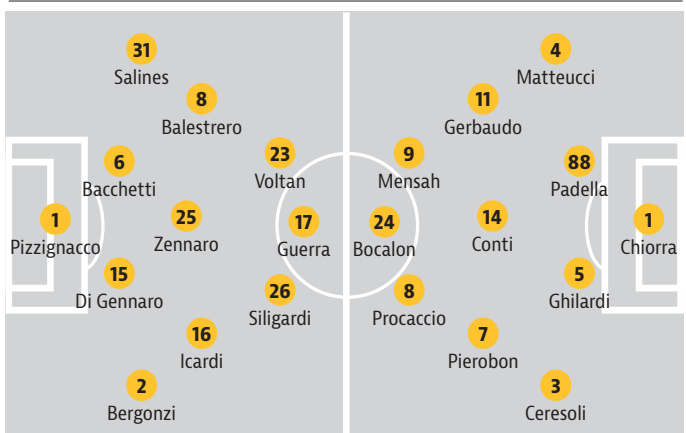 31
Salines
8
Balestrero
6
Bacchetti
23
Voltan
1
Pizzignacco
25
Zennaro
17
Guerra
15
Di Gennaro
26
Siligardi
16
Icardi
2
Bergonzi
4
Matteucci
11
Gerbaudo
9
Mensah
88
Padella
24
Bocalon
14
Conti
1
Chiorra
8
Procaccio
5
Ghilardi
7
Pierobon
3
Ceresoli